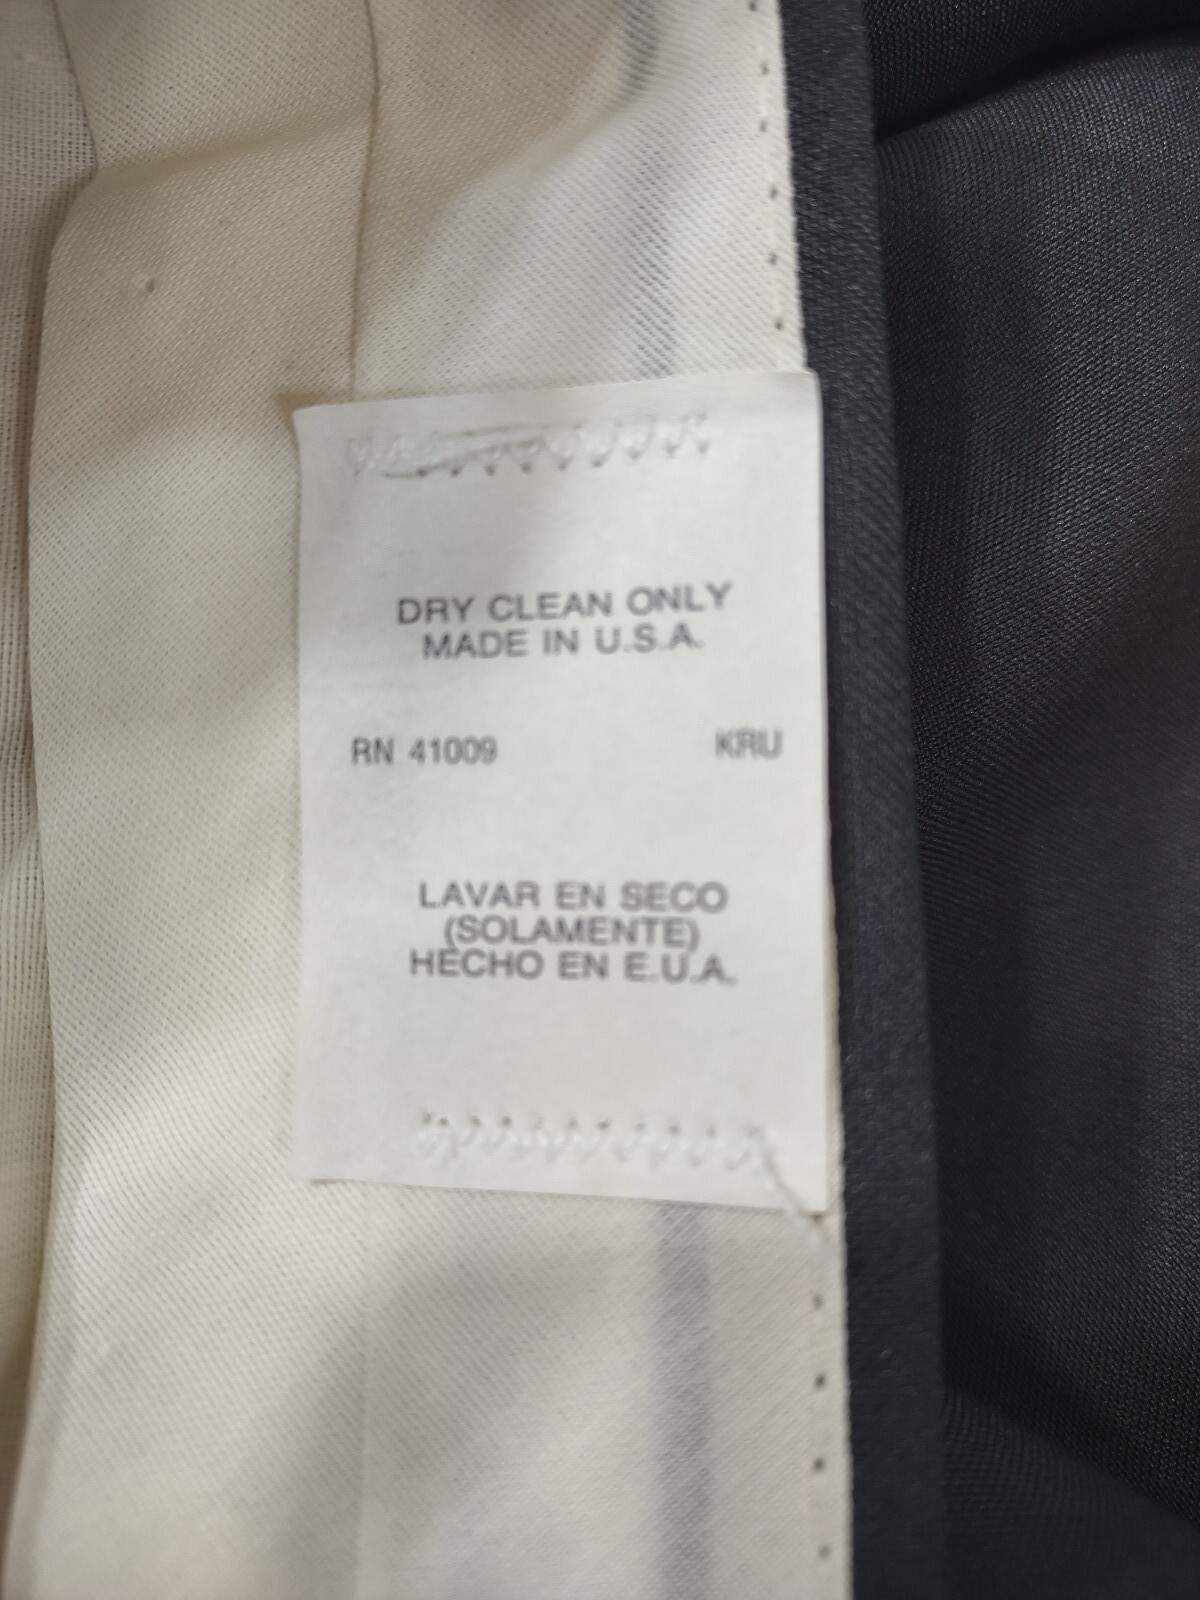 DRY CLEAN ONLY
MADE IN U.S.A.
RN 41009 KRU
LAVAR EN SECO
(SOLAMENTE)
HECHO EN E.U.A.